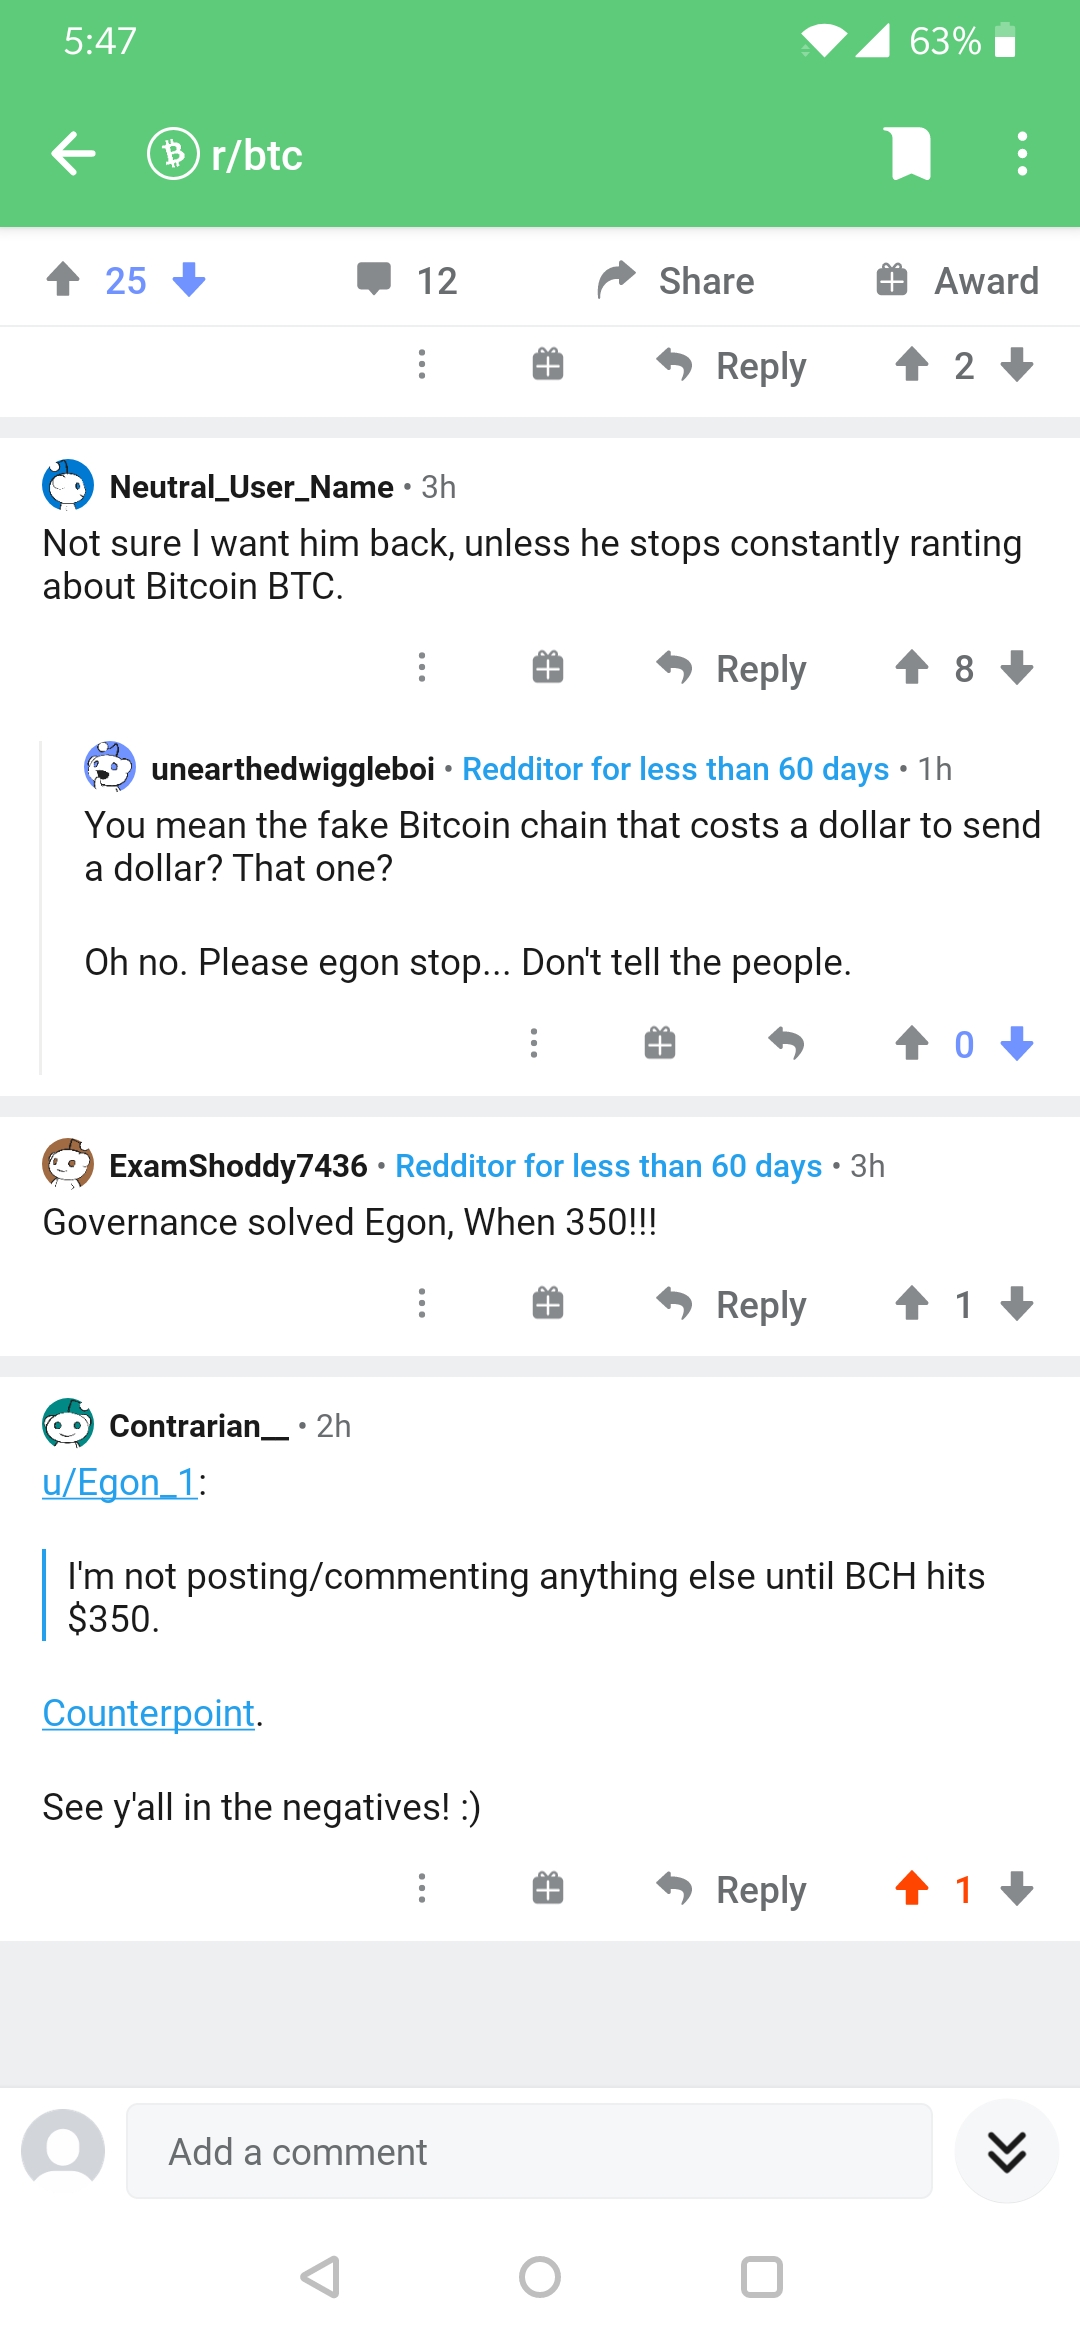 5:47
63%
r/btc
25
12
Share
Award
Reply
2
Neutral_User_Name • 3h
Not sure I want him back, unless he stops constantly ranting
about Bitcoin BTC.
Reply
8
unearthedwiggleboi • Redditor for less than 60 days • 1h
You mean the fake Bitcoin chain that costs a dollar to send
a dollar? That one?
Oh no. Please egon stop... Don't tell the people.
0
ExamShoddy7436 • Redditor for less than 60 days • 3h
Governance solved Egon, When 350!!!
Reply
1
Contrarian__ • 2h
u/Egon_1:
I'm not posting/commenting anything else until BCH hits
$350.
Counterpoint.
See y'all in the negatives! :)
Reply
1
Add a comment